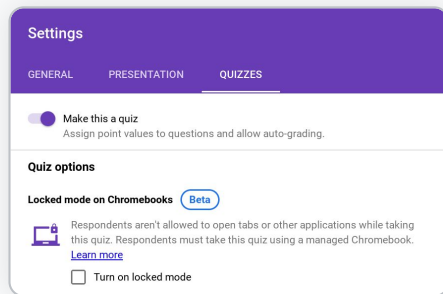 Settings
GENERAL PRESENTATION QUIZZES
Make this a quiz
Assign point values to questions and allow auto-grading.
Quiz options
Locked mode on Chromebooks Beta
Respondents aren't allowed to open tabs or other applications while taking
this quiz. Respondents must take this quiz using a managed Chromebook.
Learn more
Turn on locked mode